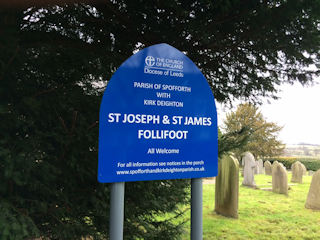 THE CHURCH
OF ENGLAND
Diocese of Leeds
PARISH OF SPOFFORTH
WITH
KIRK DEIGHTON
ST JOSEPH & ST JAMES
FOLLIFOOT
All Welcome
For all information see notices in the porch
www.spofforthandkirkdeightonparish.co.uk